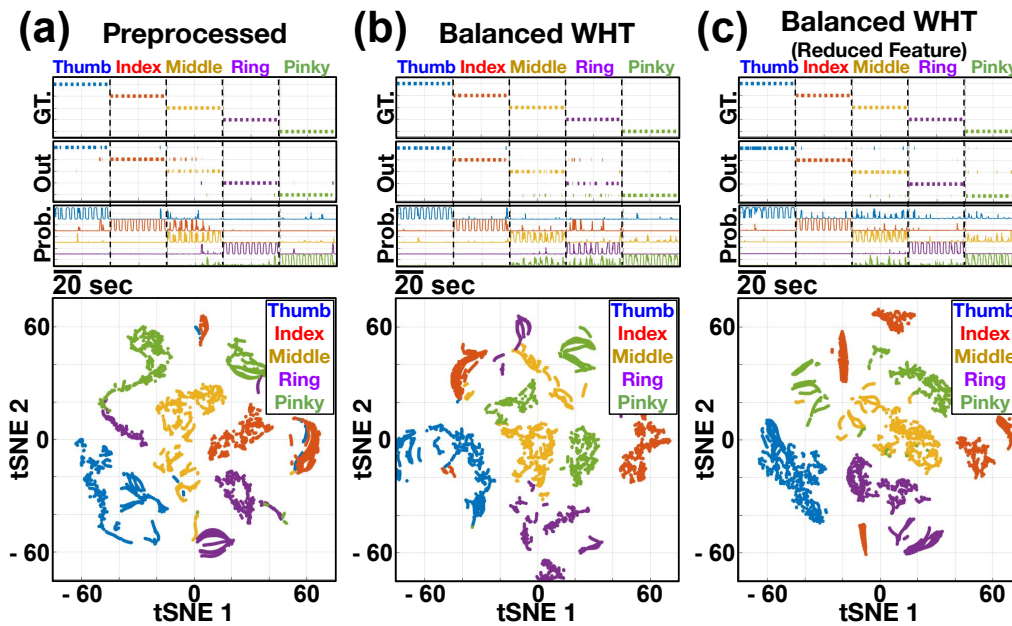 (a) Preprocessed
Thumb Index Middle Ring Pinky
GT.
Out
Prob.
20 sec
Thumb
Index
Middle
Ring
Pinky
60
0
- 60
tSNE 2
- 60 0 60
tSNE 1
(b) Balanced WHT
Thumb Index Middle Ring Pinky
GT.
Out
Prob.
20 sec
Thumb
Index
Middle
Ring
Pinky
60
0
- 60
tSNE 2
- 60 0 60
tSNE 1
(c) Balanced WHT
(Reduced Feature)
Thumb Index Middle Ring Pinky
GT.
Out
Prob.
20 sec
Thumb
Index
Middle
Ring
Pinky
60
0
- 60
tSNE 2
- 60 0 60
tSNE 1